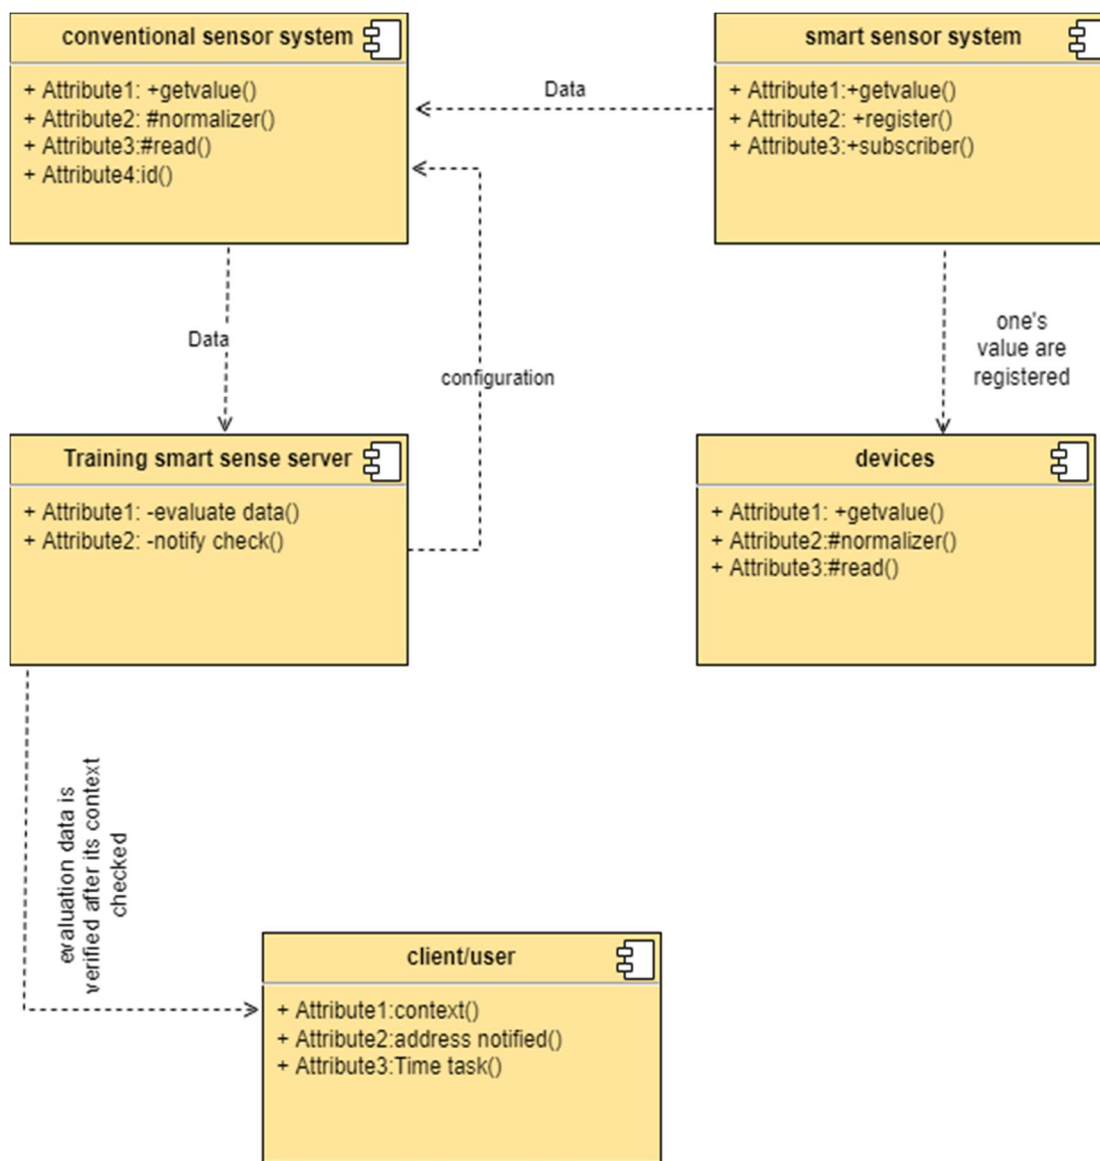 conventional sensor system
+ Attribute1: +getvalue()
+ Attribute2: #normalizer()
+ Attribute3:#read()
+ Attribute4:id()
Data
smart sensor system
+ Attribute1:+getvalue()
+ Attribute2: +register()
+ Attribute3:+subscriber()
Data
configuration
one's
value are
registered
Training smart sense server
+ Attribute1: -evaluate data()
+ Attribute2: -notify check()
devices
+ Attribute1: +getvalue()
+ Attribute2:#normalizer()
+ Attribute3:#read()
evaluation data is
verified after its context
checked
client/user
+ Attribute1:context()
+ Attribute2:address notified()
+ Attribute3:Time task()